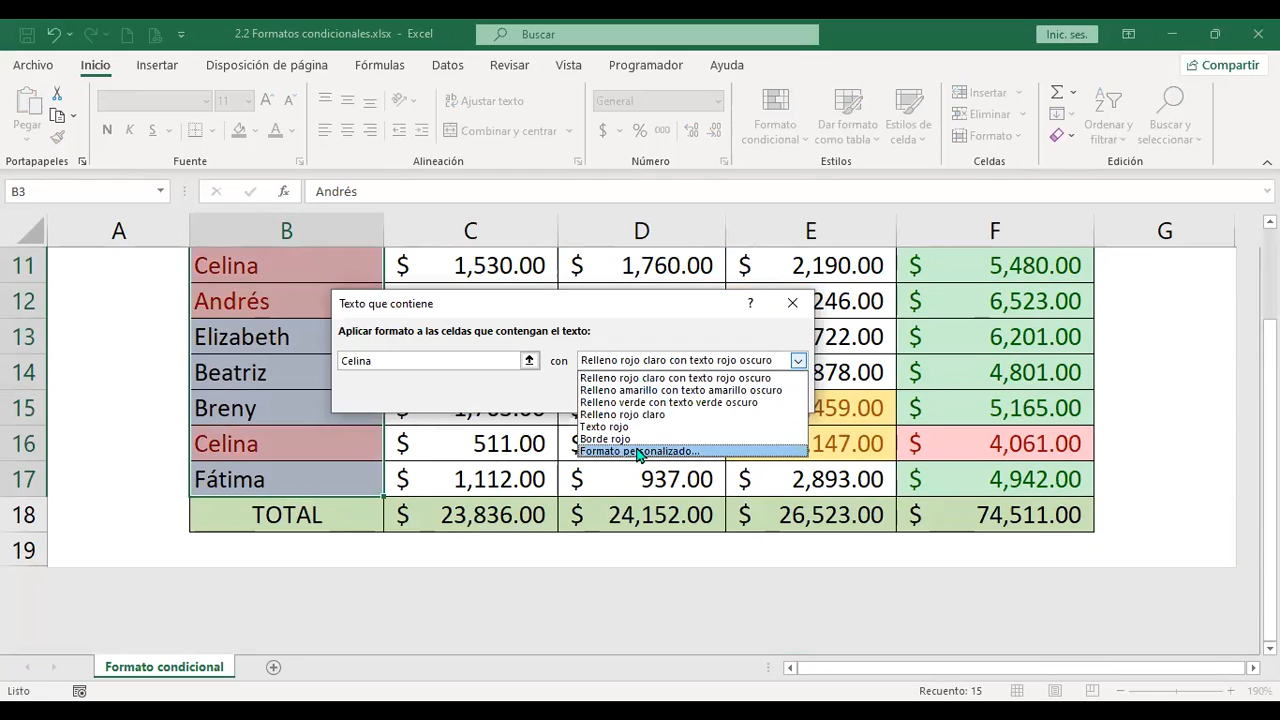 2.2 Formatos condicionales.xlsx - Excel
Buscar
Inic. ses.
Archivo Inicio Insertar Disposición de página Fórmulas Datos Revisar Vista Programador Ayuda Compartir
Pegar
11
Ajustar texto
Combinar y centrar
General
$ % 000
Formato condicional
Dar formato como tabla
Estilos de celda
Insertar
Eliminar
Formato
Ordenar y filtrar
Buscar y seleccionar
N K S
Portapapeles Fuente Alineación Número Estilos Celdas Edición
B3 fx Andrés
A B C D E F G
11 Celina $ 1,530.00 $ 1,760.00 $ 2,190.00 $ 5,480.00
12 Andrés 246.00 $ 6,523.00
13 Elizabeth 722.00 $ 6,201.00
14 Beatriz 878.00 $ 4,801.00
15 Breny 459.00 $ 5,165.00
16 Celina $ 511.00 147.00 $ 4,061.00
17 Fátima $ 1,112.00 $ 937.00 $ 2,893.00 $ 4,942.00
18 TOTAL $ 23,836.00 $ 24,152.00 $ 26,523.00 $ 74,511.00
19
Texto que contiene ?
Aplicar formato a las celdas que contengan el texto:
Celina con Relleno rojo claro con texto rojo oscuro
Relleno rojo claro con texto rojo oscuro
Relleno amarillo con texto amarillo oscuro
Relleno verde con texto verde oscuro
Relleno rojo claro
Texto rojo
Borde rojo
Formato personalizado...
Formato condicional
Listo
Recuento: 15
190%